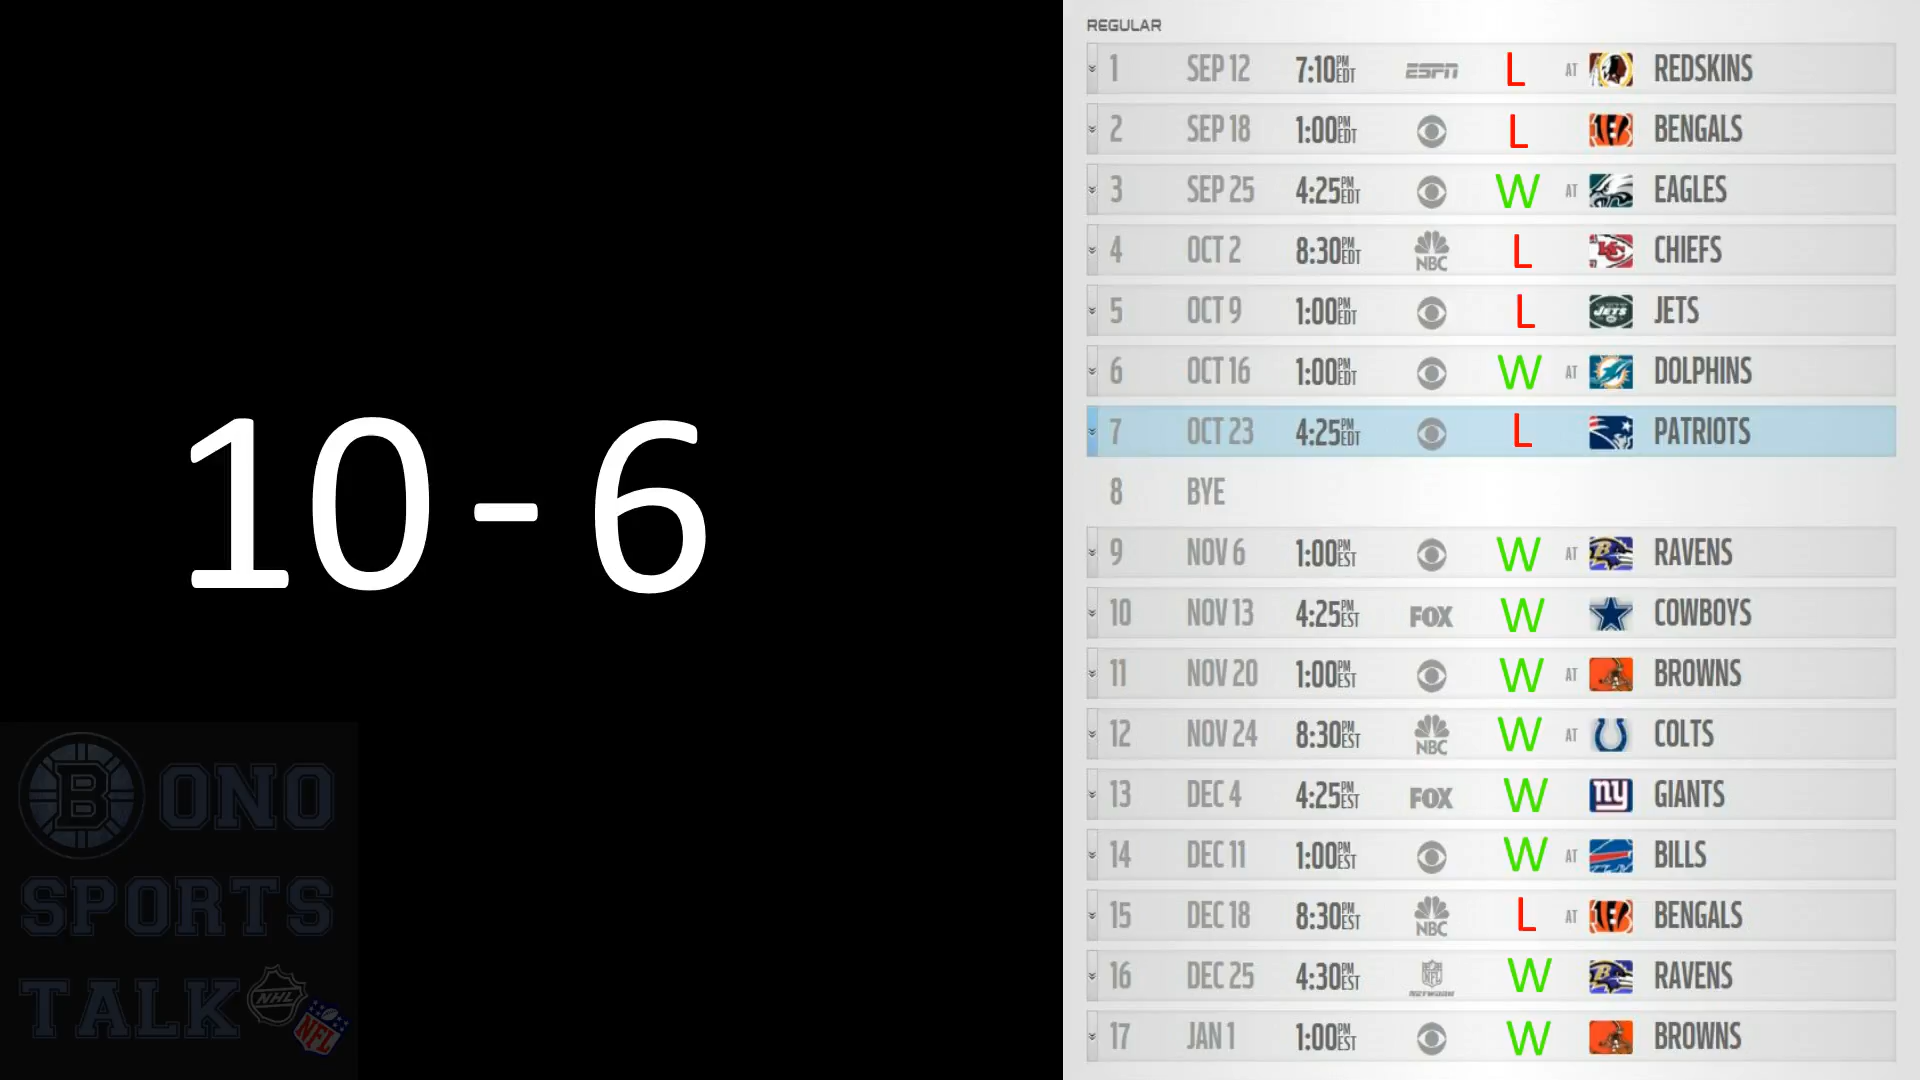 10-6
BONO
SPORTS
TALK NHL NFL
REGULAR
1 SEP 12 7:10 PM EDT ESPN L AT REDSKINS
2 SEP 18 1:00 PM EDT L BENGALS
3 SEP 25 4:25 PM EDT W AT EAGLES
4 OCT 2 8:30 PM EDT NBC L KC CHIEFS
5 OCT 9 1:00 PM EDT L JETS JETS
6 OCT 16 1:00 PM EDT W AT DOLPHINS
7 OCT 23 4:25 PM EDT L PATRIOTS
8 BYE
9 NOV 6 1:00 PM EST W AT B RAVENS
10 NOV 13 4:25 PM EST FOX W COWBOYS
11 NOV 20 1:00 PM EST W AT BROWNS
12 NOV 24 8:30 PM EST NBC W AT COLTS
13 DEC 4 4:25 PM EST FOX W ny GIANTS
14 DEC 11 1:00 PM EST W AT BILLS
15 DEC 18 8:30 PM EST NBC L AT BENGALS
16 DEC 25 4:30 PM EST NFL NETWORK W B RAVENS
17 JAN 1 1:00 PM EST W BROWNS